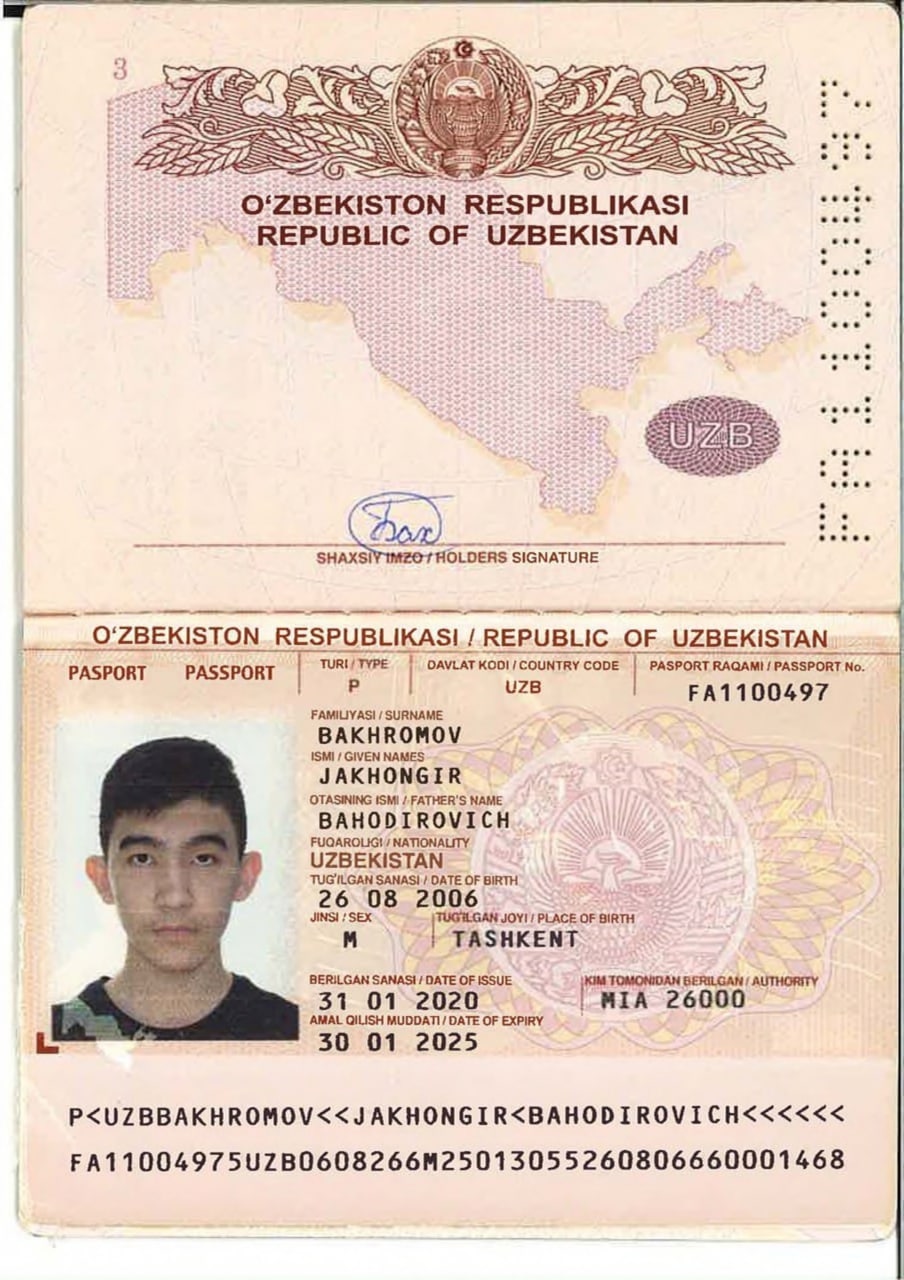 3
O'ZBEKISTON RESPUBLIKASI
REPUBLIC OF UZBEKISTAN
FA1100497
UZB
SHAXSIY IMZO / HOLDERS SIGNATURE
O'ZBEKISTON RESPUBLIKASI / REPUBLIC OF UZBEKISTAN
PASPORT PASSPORT
TURI / TYPE DAVLAT KODI / COUNTRY CODE PASPORT RAQAMI / PASSPORT No.
P UZB FA1100497
FAMILIYASI / SURNAME
BAKHROMOV
ISMI / GIVEN NAMES
JAKHONGIR
OTASINING ISMI / FATHER'S NAME
BAHODIROVICH
FUQAROLIGI / NATIONALITY
UZBEKISTAN
TUG'ILGAN SANASI / DATE OF BIRTH
26 08 2006
JINSI / SEX TUG'ILGAN JOYI / PLACE OF BIRTH
M TASHKENT
BERILGAN SANASI / DATE OF ISSUE KIM TOMONIDAN BERILGAN / AUTHORITY
31 01 2020 MIA 26000
AMAL QILISH MUDDATI / DATE OF EXPIRY
30 01 2025
P<UZBBAKHROMOV<<JAKHONGIR<BAHODIROVICH<<<<<<
FA11004975UZB0608266M25013055260806660001468